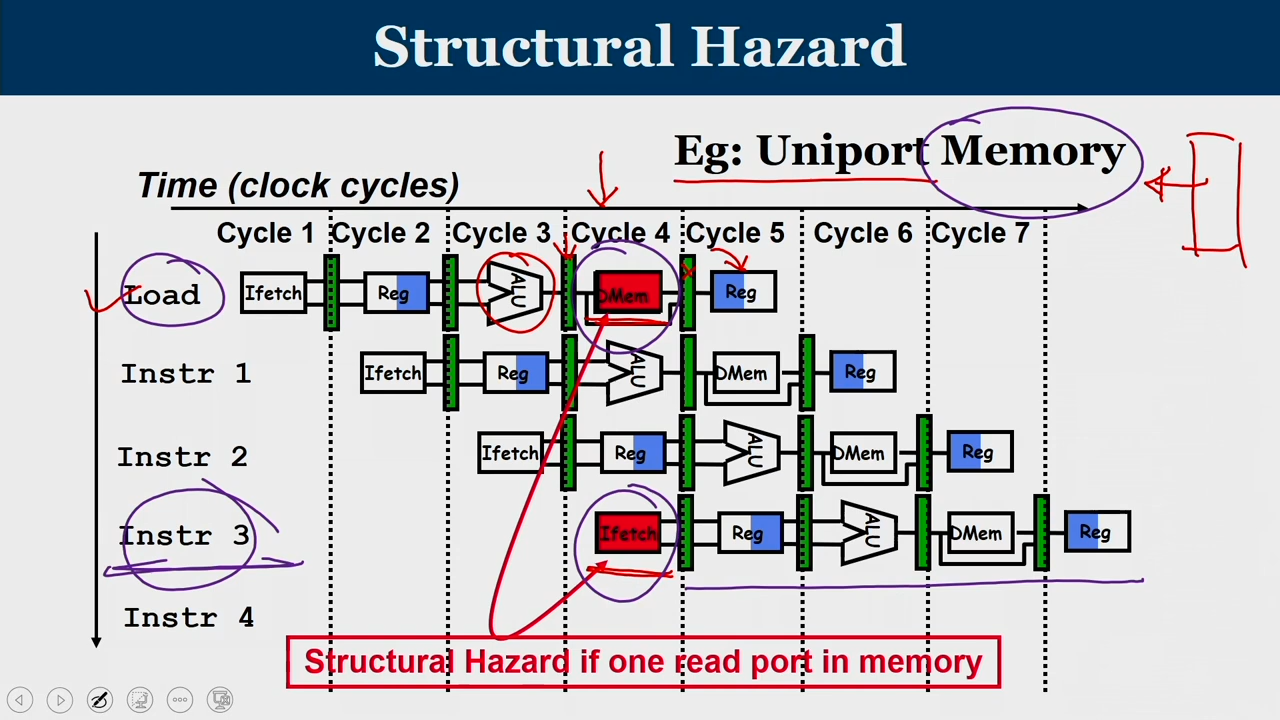 Structural Hazard
Eg: Uniport Memory
Time (clock cycles)
Cycle 1 Cycle 2 Cycle 3 Cycle 4 Cycle 5 Cycle 6 Cycle 7
Load Ifetch Reg ALU DMem Reg
Instr 1 Ifetch Reg ALU DMem Reg
Instr 2 Ifetch Reg ALU DMem Reg
Instr 3 Ifetch Reg ALU DMem Reg
Instr 4
Structural Hazard if one read port in memory